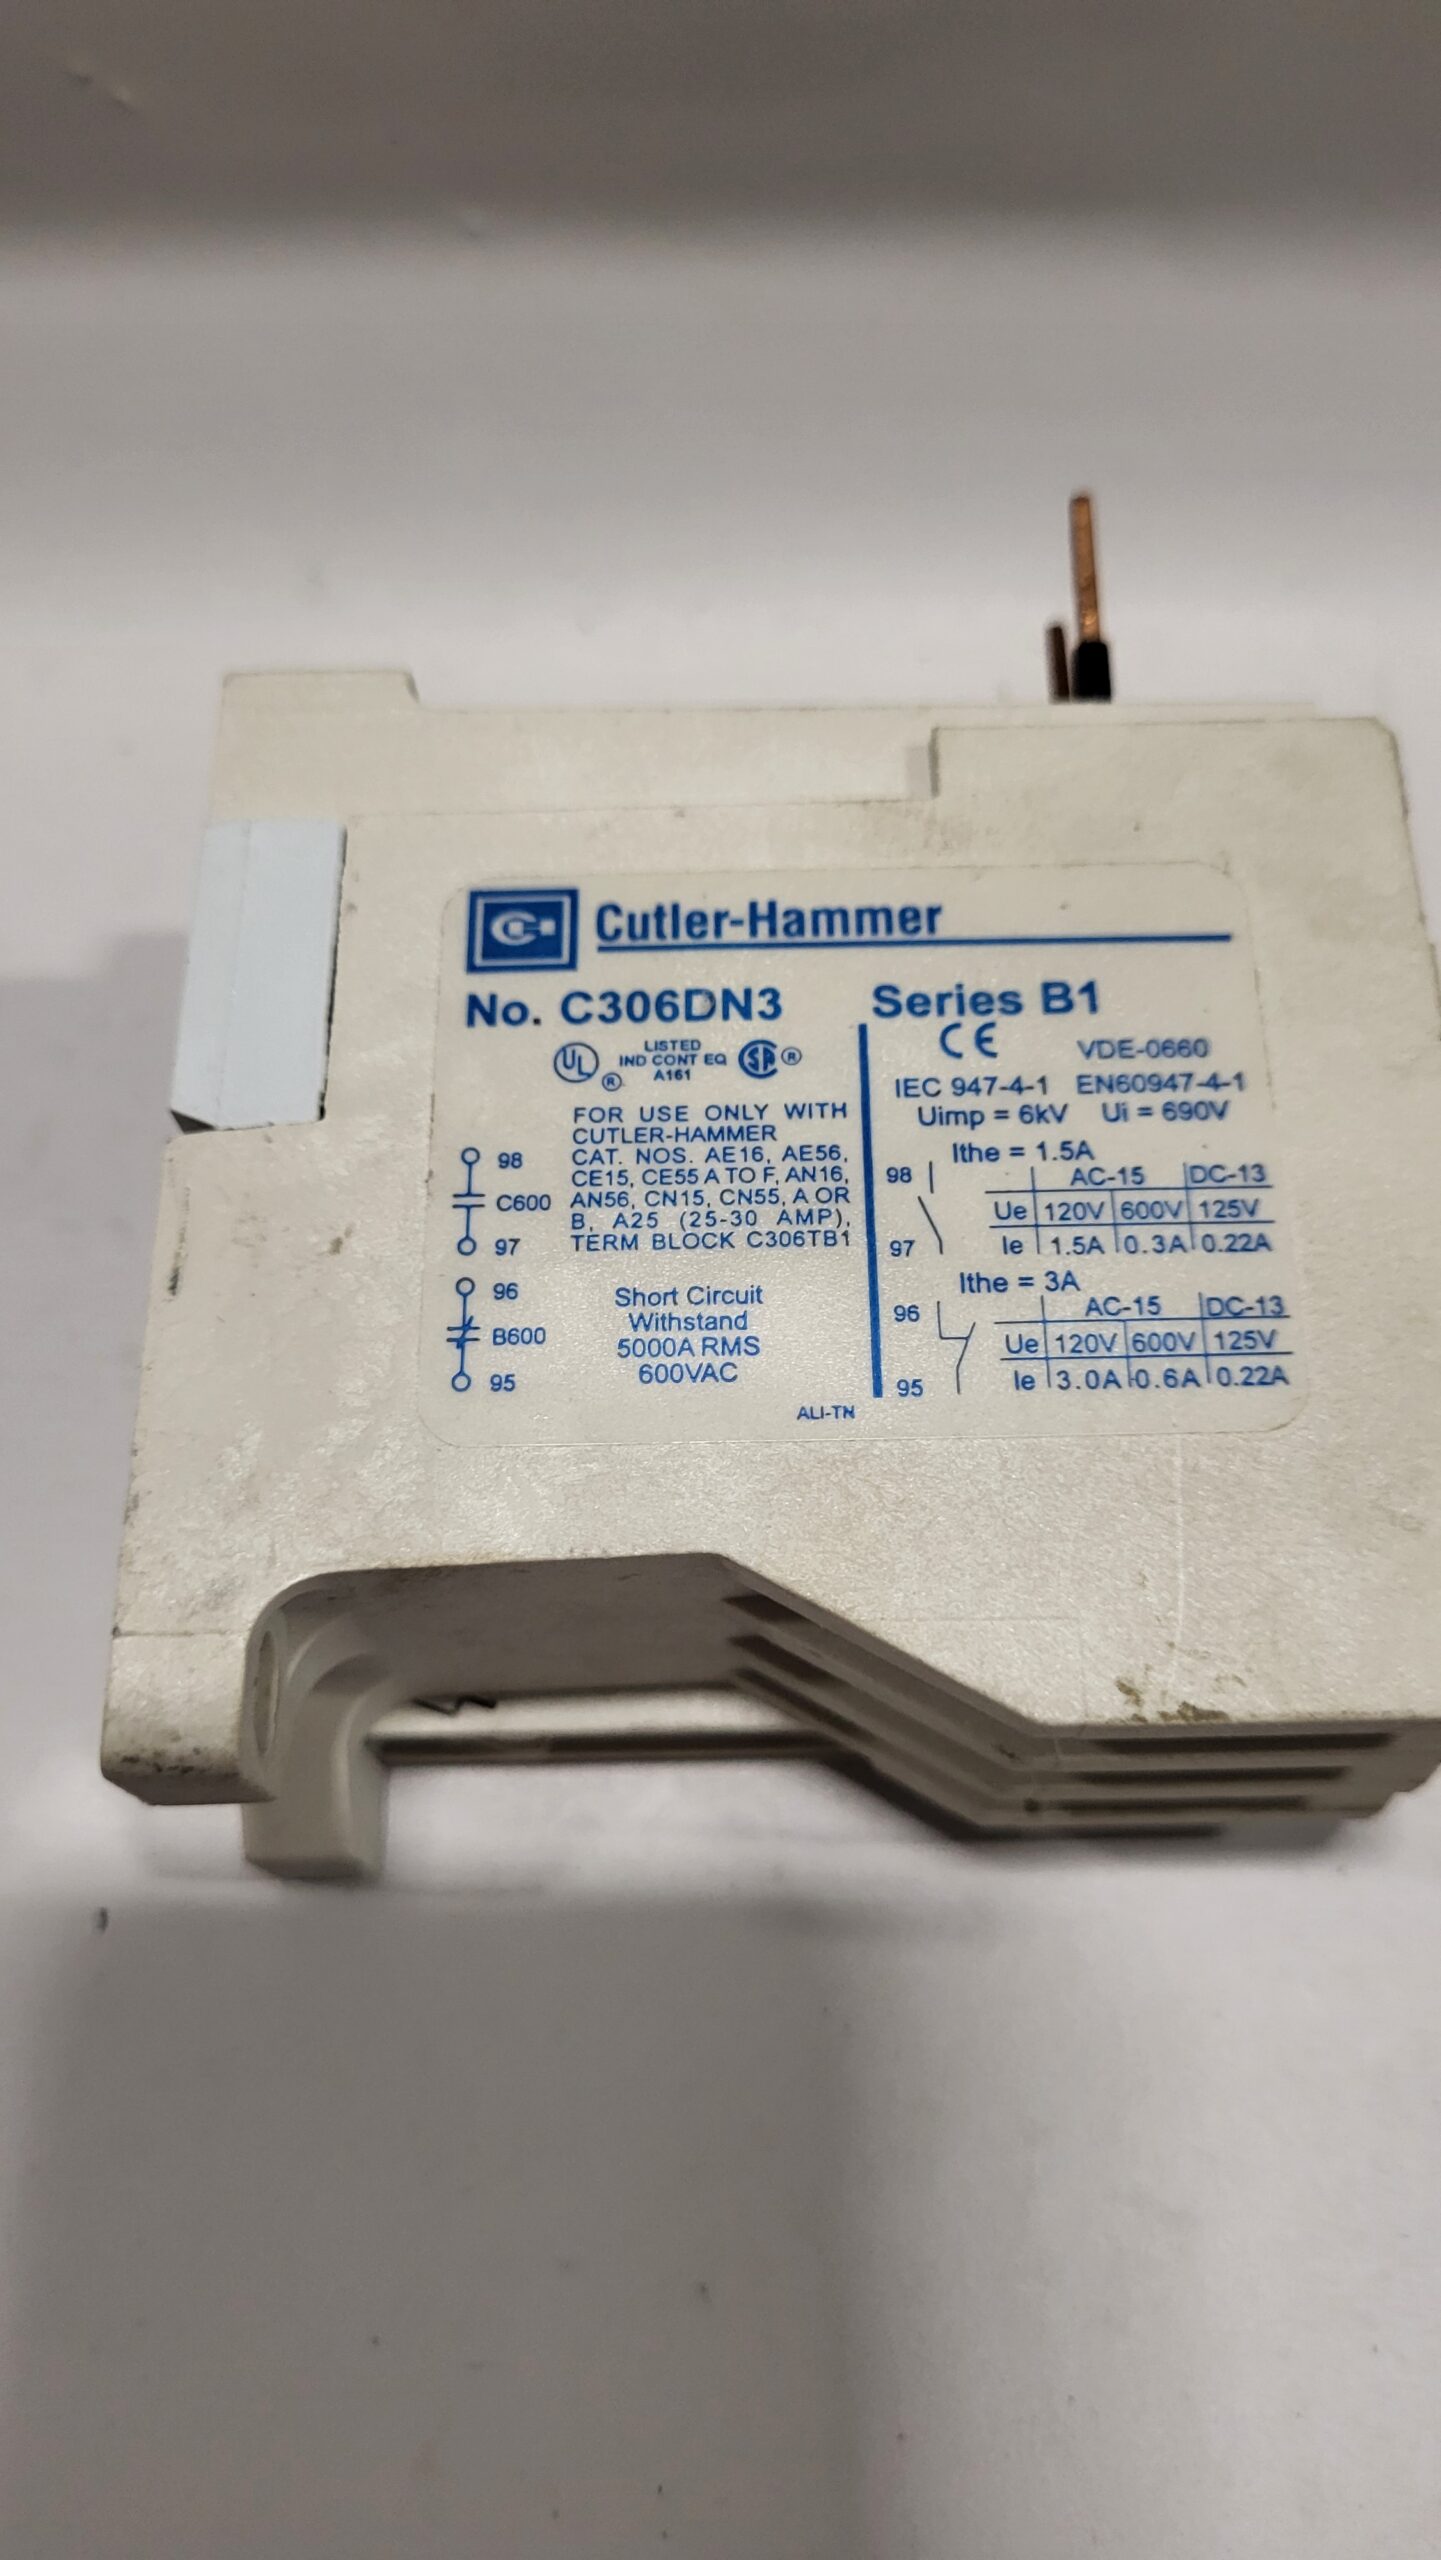 Cutler-Hammer
No. C306DN3
Series B1
UL ®
LISTED
IND CONT EQ
A161
SA ®
FOR USE ONLY WITH
CUTLER-HAMMER
CAT. NOS. AE16, AE56,
CE15, CE55 A TO F, AN16,
AN56, CN15, CN55, A OR
B, A25 (25-30 AMP),
TERM BLOCK C306TB1
98
C600
97
96
B600
95
Short Circuit
Withstand
5000A RMS
600VAC
ALI-TN
CE VDE-0660
IEC 947-4-1 EN60947-4-1
Uimp = 6kV Ui = 690V
Ithe = 1.5A
98
97
AC-15 DC-13
Ue 120V 600V 125V
Ie 1.5A 0.3A 0.22A
Ithe = 3A
96
95
AC-15 DC-13
Ue 120V 600V 125V
Ie 3.0A 0.6A 0.22A